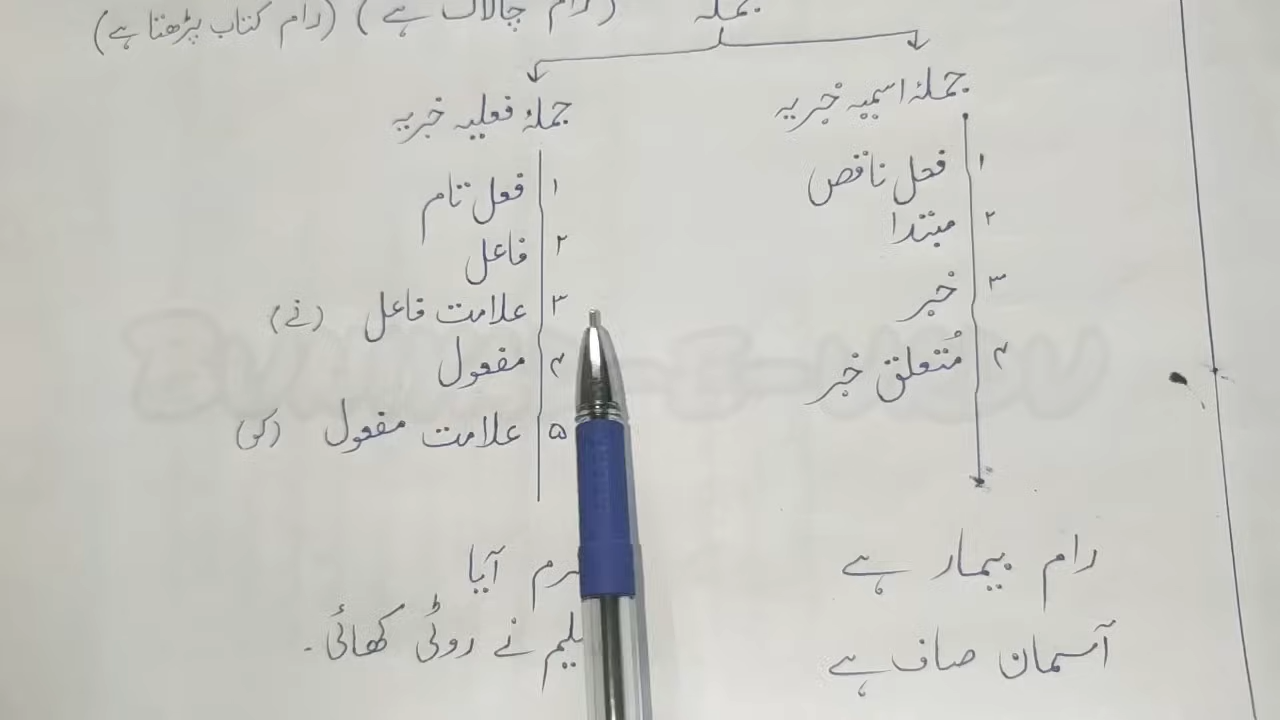 جملہ (رام چالاک ہے) (رام کتاب پڑھتا ہے)
جملۂ اسمیہ خبریہ
۱ فعل ناقص
۲ مبتدا
۳ خبر
۴ مُتعلق خبر
رام بیمار ہے
آسمان صاف ہے
جملۂ فعلیہ خبریہ
۱ فعل تام
۲ فاعل
۳ علامت فاعل (نے)
۴ مفعول
۵ علامت مفعول (کو)
آیا
نے روٹی کھائی۔